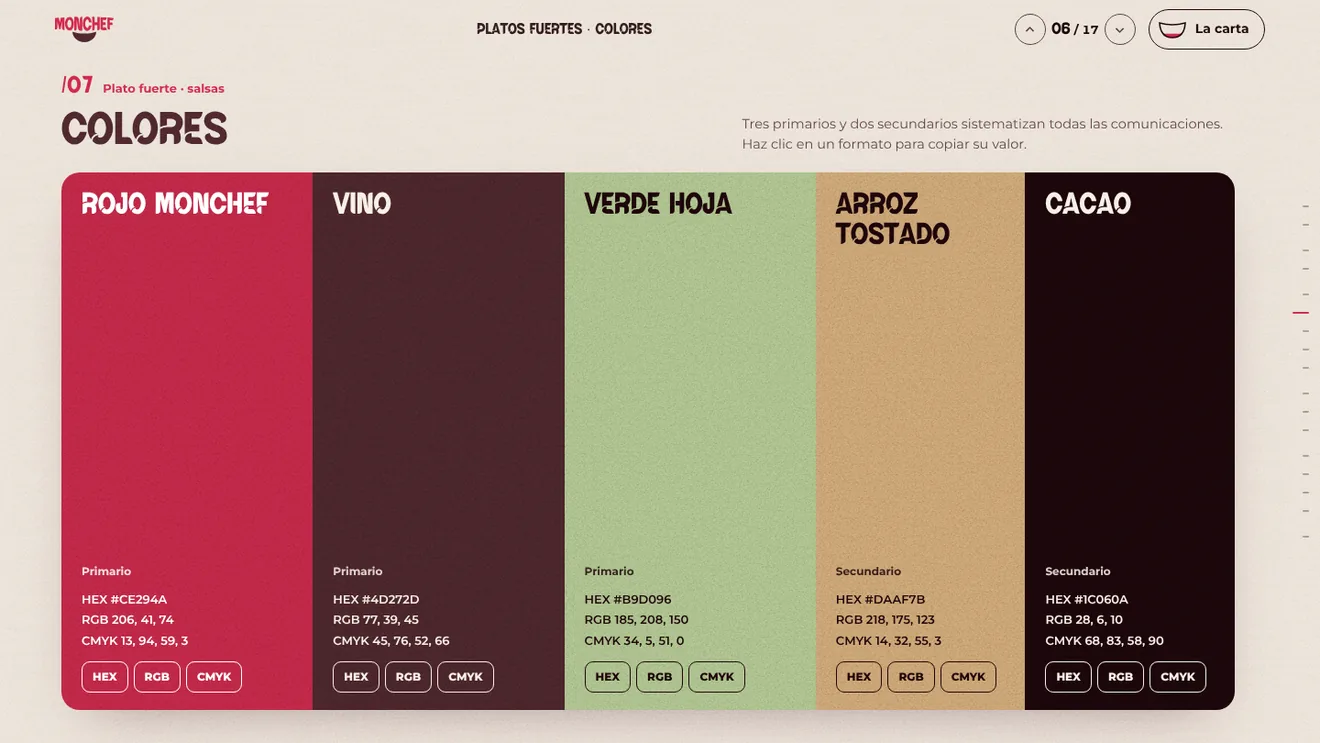 MONCHEF
PLATOS FUERTES · COLORES
06 / 17
La carta
/07 Plato fuerte · salsas
COLORES
Tres primarios y dos secundarios sistematizan todas las comunicaciones.
Haz clic en un formato para copiar su valor.
ROJO MONCHEF
Primario
HEX #CE294A
RGB 206, 41, 74
CMYK 13, 94, 59, 3
HEX RGB CMYK
VINO
Primario
HEX #4D272D
RGB 77, 39, 45
CMYK 45, 76, 52, 66
HEX RGB CMYK
VERDE HOJA
Primario
HEX #B9D096
RGB 185, 208, 150
CMYK 34, 5, 51, 0
HEX RGB CMYK
ARROZ
TOSTADO
Secundario
HEX #DAAF7B
RGB 218, 175, 123
CMYK 14, 32, 55, 3
HEX RGB CMYK
CACAO
Secundario
HEX #1C060A
RGB 28, 6, 10
CMYK 68, 83, 58, 90
HEX RGB CMYK